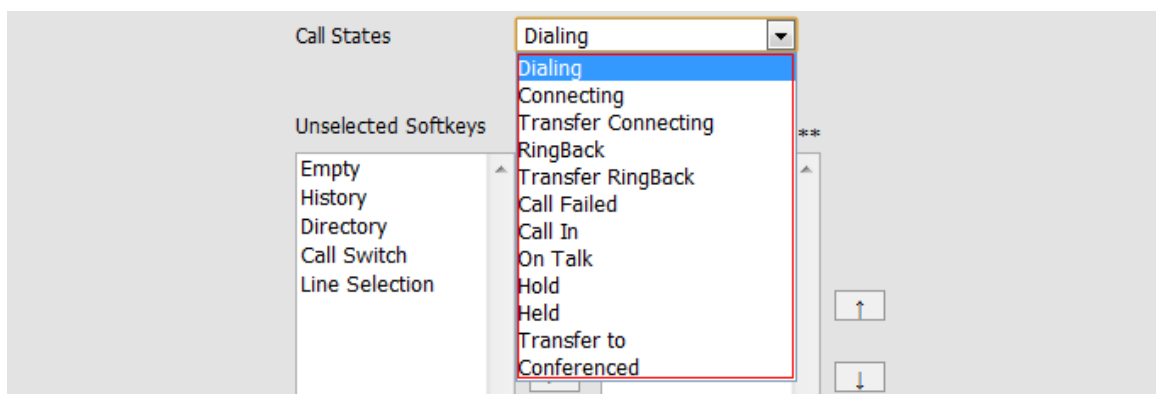 Call States
Dialing
Dialing
Connecting
Transfer Connecting
RingBack
Transfer RingBack
Call Failed
Call In
On Talk
Hold
Held
Transfer to
Conferenced
Unselected Softkeys
**
Empty
History
Directory
Call Switch
Line Selection
↑
↓